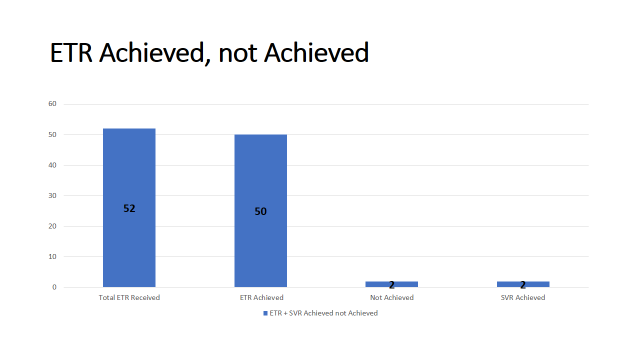 ETR Achieved, not Achieved
60
50
40
30
20
10
0
52
50
2
2
Total ETR Received
ETR Achieved
Not Achieved
SVR Achieved
ETR + SVR Achieved not Achieved